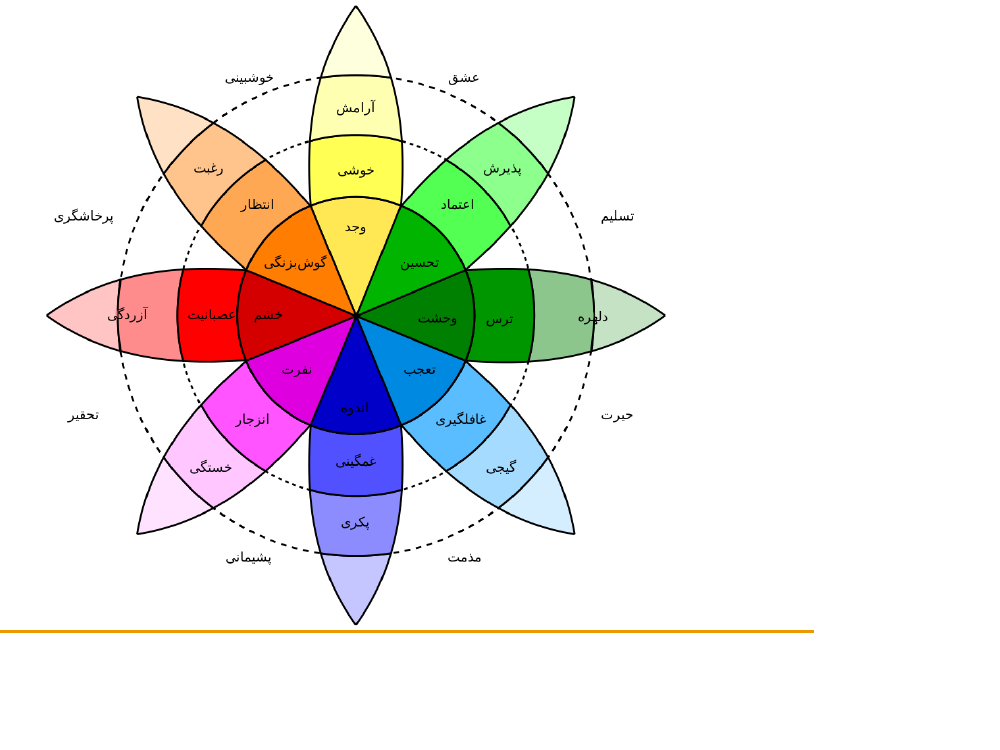 خوشبینی
عشق
آرامش
پذیرش
رغبت
خوشی
اعتماد
انتظار
پرخاشگری
تسلیم
وجد
تحسین
گوش‌بزنگی
دلهره
ترس
وحشت
خشم
عصبانیت
آزردگی
تعجب
نفرت
اندوه
حیرت
تحقیر
غافلگیری
انزجار
غمگینی
گیجی
خستگی
پکری
مذمت
پشیمانی